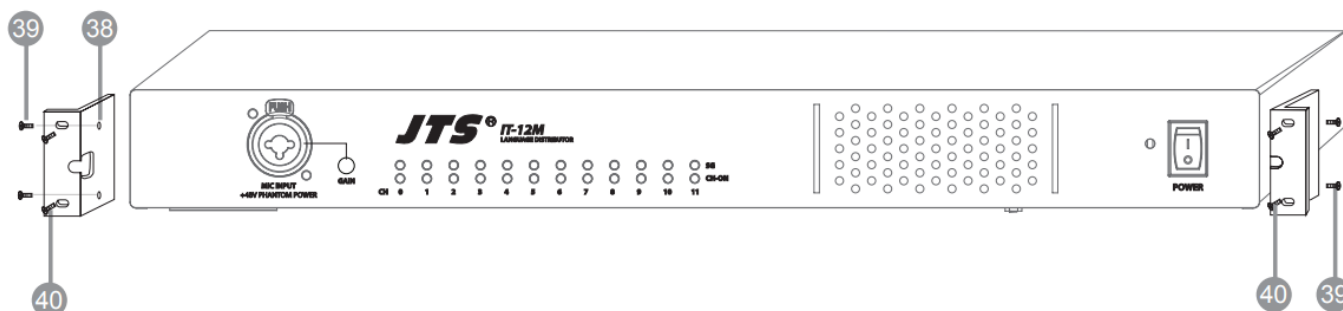 39 38
PUSH
JTS® IT-12M
LANGUAGE DISTRIBUTOR
SG
CH-ON
GAIN
MIC INPUT
+48V PHANTOM POWER
CH 0 1 2 3 4 5 6 7 8 9 10 11
POWER
40
40 39